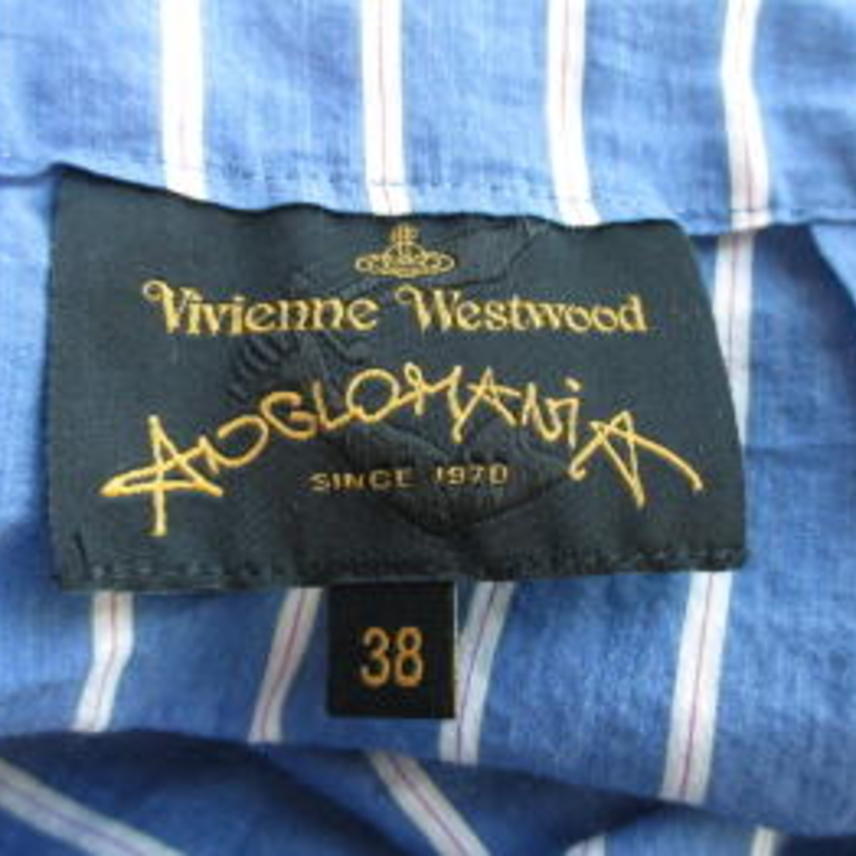 Vivienne Westwood
ANGLOMANIA
SINCE 1970
38